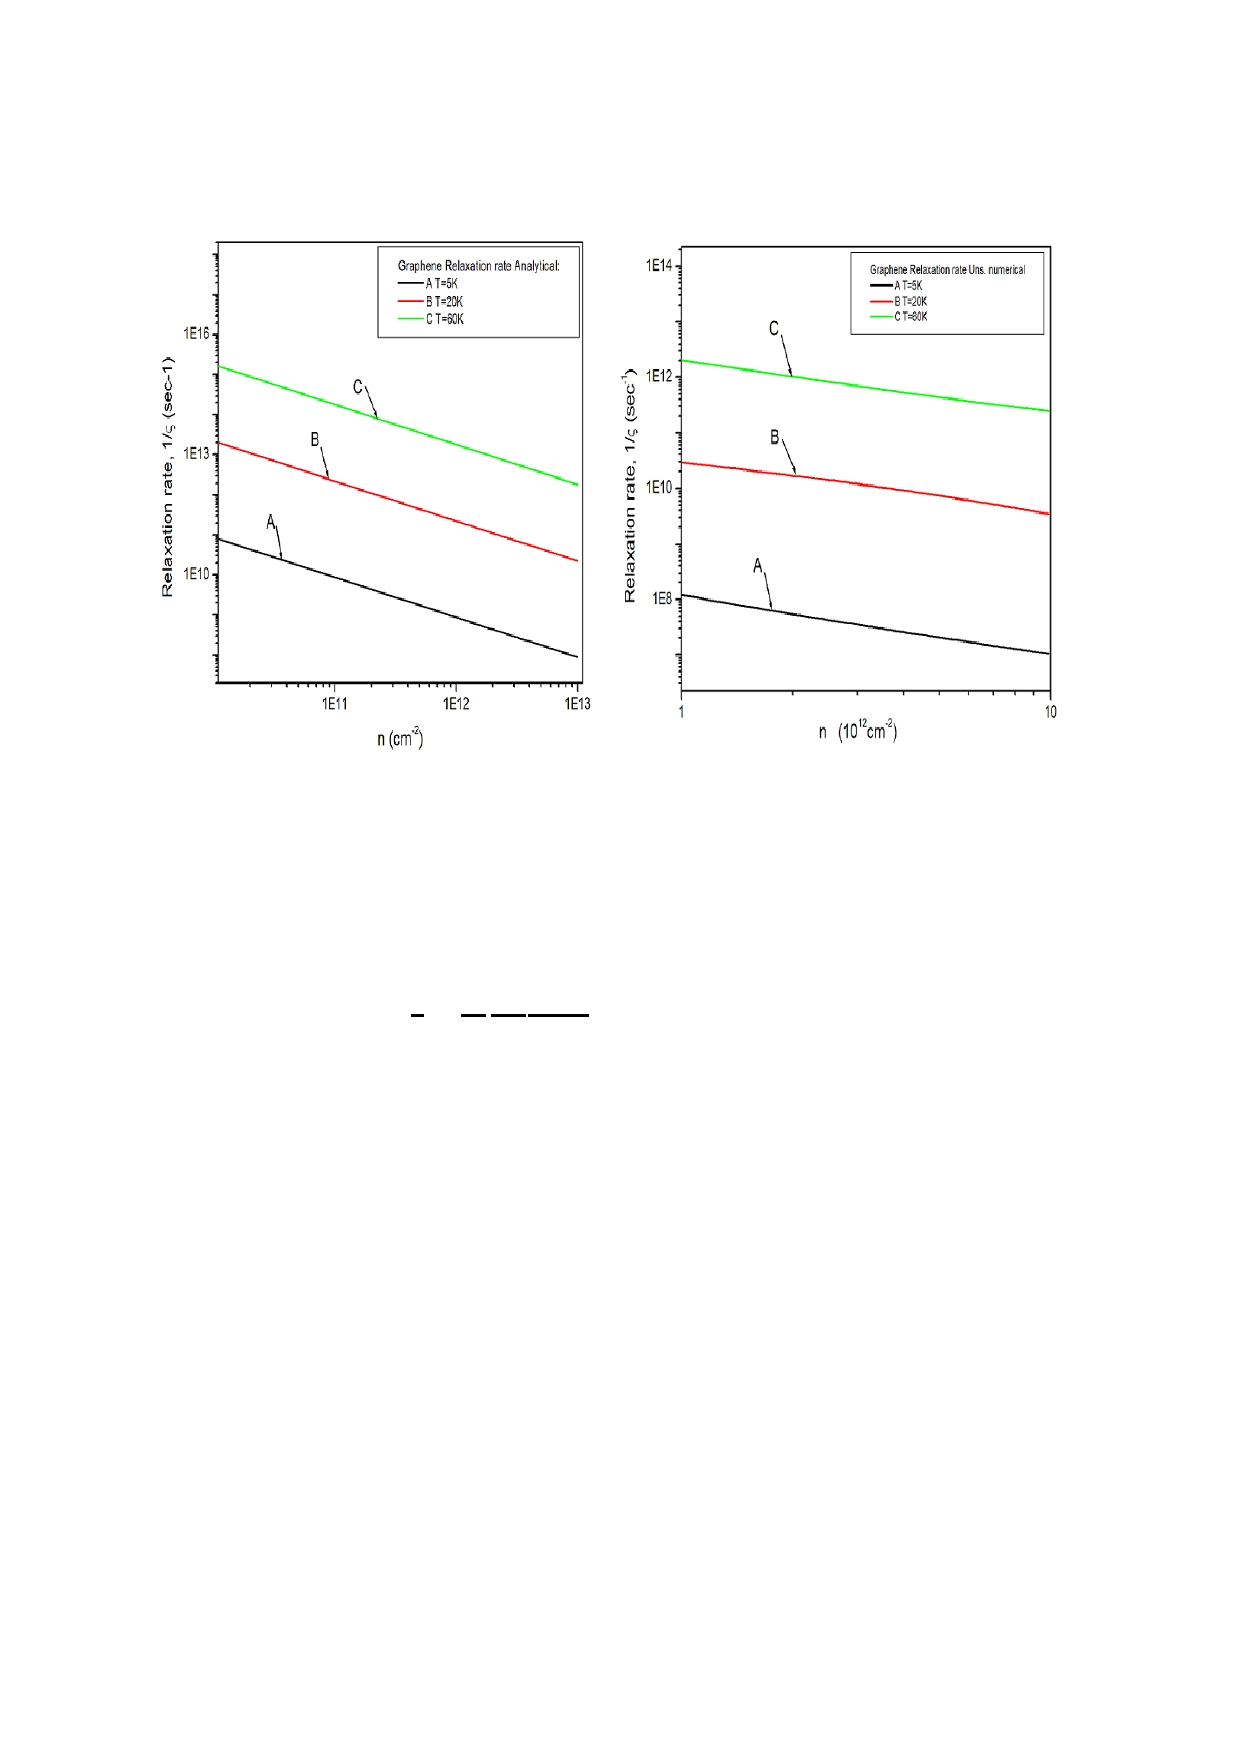 Graphene Relaxation rate Analytical:
A T=5K
B T=20K
C T=60K
1E16
1E13
1E10
Relaxation rate, 1/ς (sec-1)
C
B
A
1E11 1E12 1E13
n (cm-2)
Graphene Relaxation rate Uns. numerical
A T=5K
B T=20K
C T=60K
1E14
1E12
1E10
1E8
Relaxation rate, 1/ς (sec-1)
C
B
A
1 10
n (10^12cm-2)